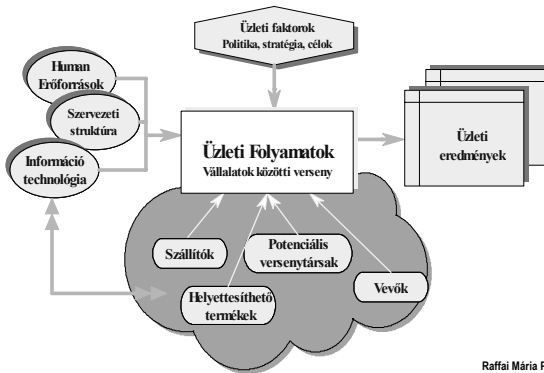 Üzleti faktorok
Politika, stratégia, célok
Human
Erőforrások
Szervezeti
struktúra
Információ
technológia
Üzleti Folyamatok
Vállalatok közötti verseny
Üzleti
eredmények
Szállítók
Potenciális
versenytársak
Helyettesíthető
termékek
Vevők
Raffai Mária P